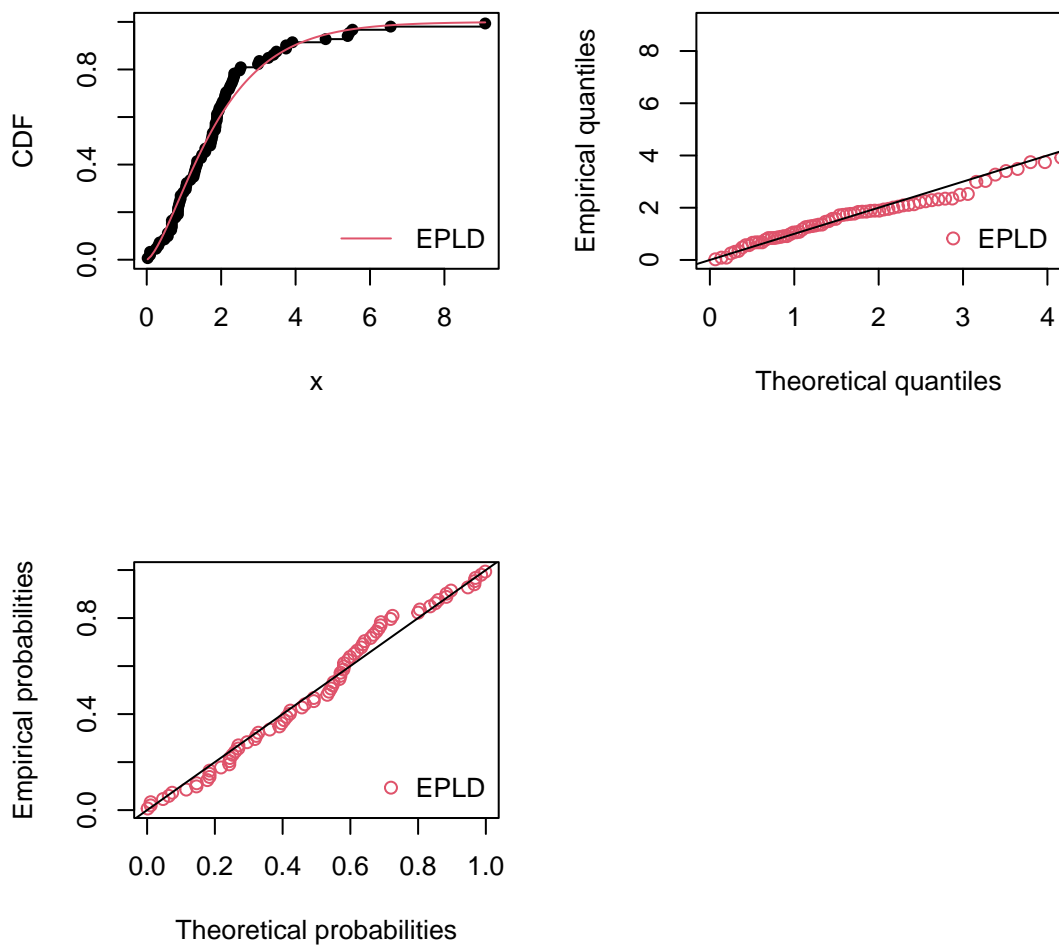 CDF
0.0 0.4 0.8
EPLD
0 2 4 6 8
x
Empirical quantiles
0 2 4 6 8
EPLD
0 1 2 3 4
Theoretical quantiles
Empirical probabilities
0.0 0.4 0.8
EPLD
0.0 0.2 0.4 0.6 0.8 1.0
Theoretical probabilities